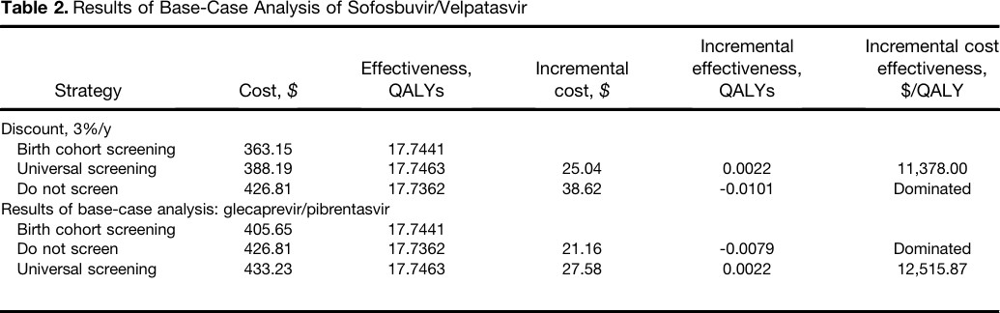 Table 2. Results of Base-Case Analysis of Sofosbuvir/Velpatasvir
Strategy Cost, $ Effectiveness, QALYs Incremental cost, $ Incremental effectiveness, QALYs Incremental cost effectiveness, $/QALY
Discount, 3%/y
Birth cohort screening 363.15 17.7441
Universal screening 388.19 17.7463 25.04 0.0022 11,378.00
Do not screen 426.81 17.7362 38.62 -0.0101 Dominated
Results of base-case analysis: glecaprevir/pibrentasvir
Birth cohort screening 405.65 17.7441
Do not screen 426.81 17.7362 21.16 -0.0079 Dominated
Universal screening 433.23 17.7463 27.58 0.0022 12,515.87